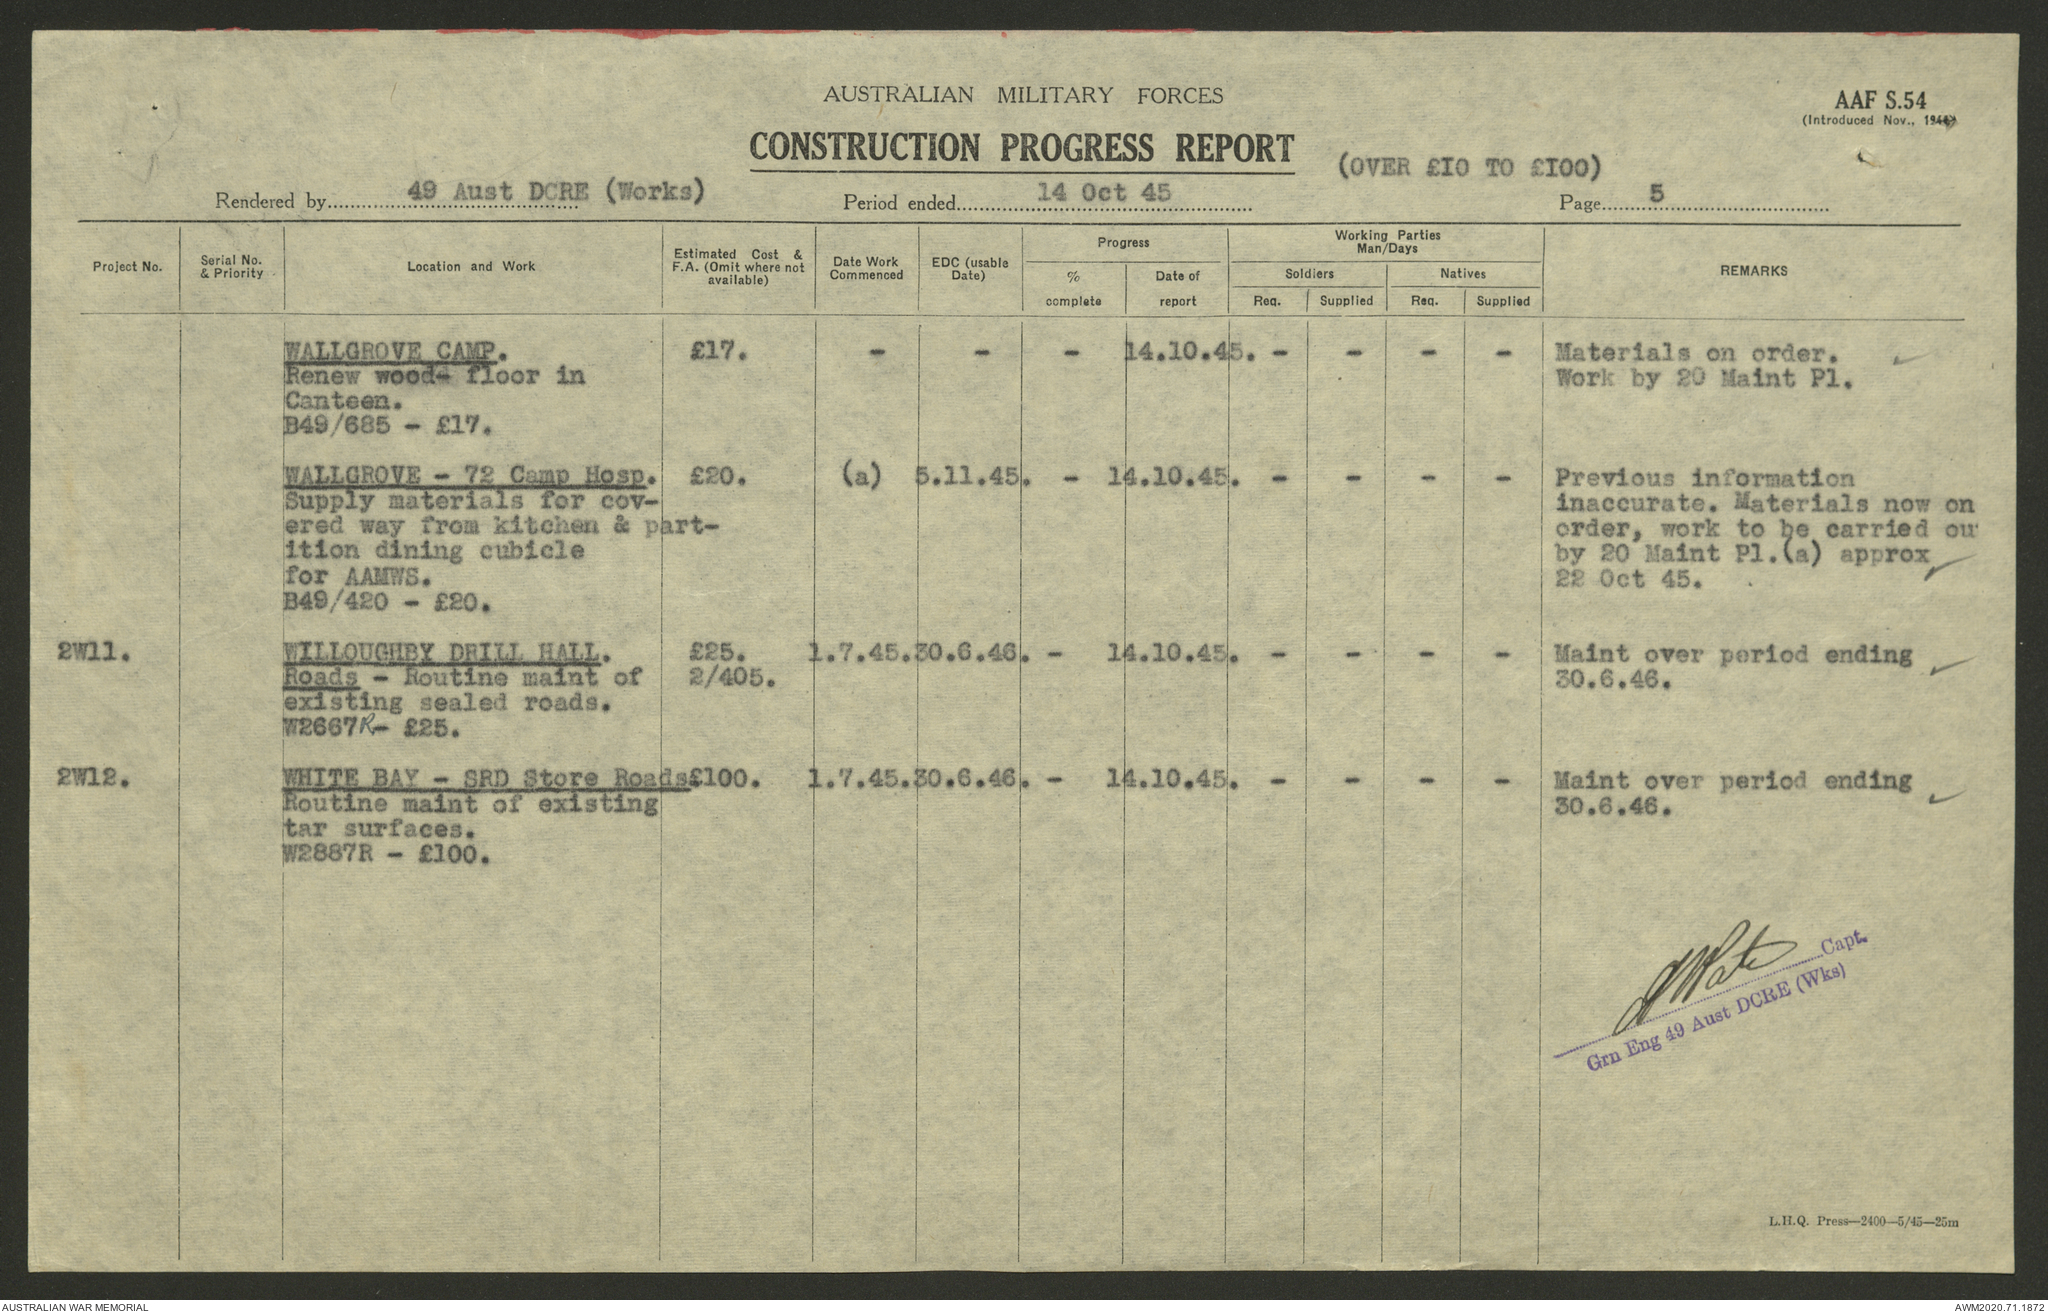 AUSTRALIAN MILITARY FORCES
AAF S.54
(Introduced Nov.,
CONSTRUCTION PROGRESS REPORT
(OVER £10 TO £100)
Rendered by 49 Aust DCRE (Works) Period ended 14 Oct 45 Page 5
Project No. Serial No. & Priority Location and Work Estimated Cost & F.A. (Omit where not available) Date Work Commenced EDC (usable Date) Progress % complete Date of report Working Parties Man/Days Soldiers Req. Supplied Natives Req. Supplied REMARKS
WALLGROVE CAMP. £17. - - - 14.10.45. - - - - Materials on order.
Renew wood floor in Work by 20 Maint Pl.
Canteen.
B49/685 - £17.
WALLGROVE - 72 Camp Hosp. £20. (a) 5.11.45. - 14.10.45. - - - - Previous information
Supply materials for cov- inaccurate. Materials now on
ered way from kitchen & part- order, work to be carried ou
ition dining cubicle by 20 Maint Pl.(a) approx
for AAMWS. 22 Oct 45.
B49/420 - £20.
2W11. WILLOUGHBY DRILL HALL. £25. 1.7.45. 30.6.46. - 14.10.45. - - - - Maint over period ending
Roads - Routine maint of 2/405. 30.6.46.
existing sealed roads.
W2667R- £25.
2W12. WHITE BAY - SRD Store Roads £100. 1.7.45. 30.6.46. - 14.10.45. - - - - Maint over period ending
Routine maint of existing 30.6.46.
tar surfaces.
W2887R - £100.
Capt.
Grn Eng 49 Aust DCRE (Wks)
L.H.Q. Press—2400—5/45—25m
AUSTRALIAN WAR MEMORIAL
AWM2020.71.1872